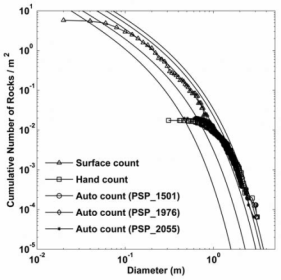 Cumulative Number of Rocks / m²
10¹
10⁰
10⁻¹
10⁻²
10⁻³
10⁻⁴
10⁻⁵
Surface count
Hand count
Auto count (PSP_1501)
Auto count (PSP_1976)
Auto count (PSP_2055)
10⁻² 10⁻¹ 10⁰
Diameter (m)